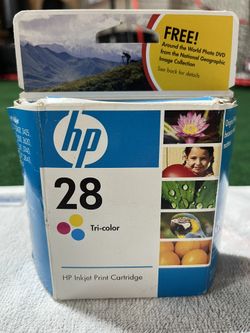 FREE!
Around the World Photo DVD
from the National Geographic
Image Collection
See back for details
hp
28
Tri-color
HP Inkjet Print Cartridge